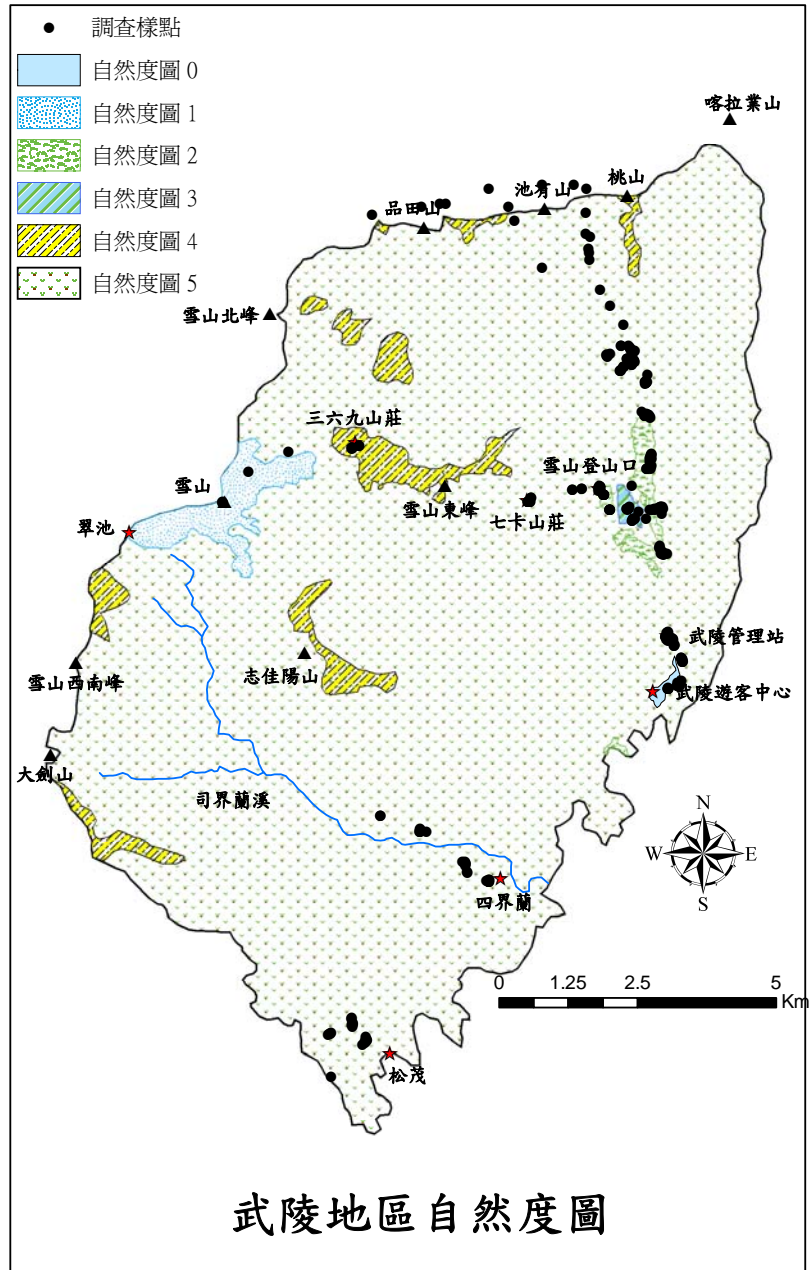 調查樣點
自然度圖 0
自然度圖 1
自然度圖 2
自然度圖 3
自然度圖 4
自然度圖 5
喀拉業山
桃山
池有山
品田山
雪山北峰
三六九山莊
雪山登山口
雪山
雪山東峰
七卡山莊
翠池
武陵管理站
志佳陽山
雪山西南峰
武陵遊客中心
大劍山
司界蘭溪
N
W E
S
四界蘭
0 1.25 2.5 5
Km
松茂
武陵地區自然度圖